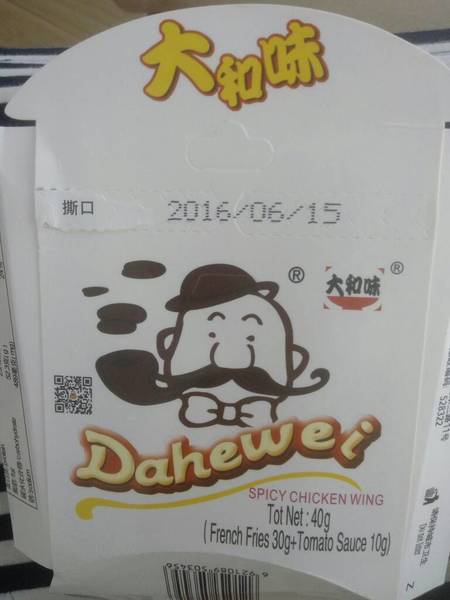 大和味
撕口
2016/06/15
®
大和味
®
Dahewei
SPICY CHICKEN WING
Tot Net : 40g
( French Fries 30g+Tomato Sauce 10g)
528322